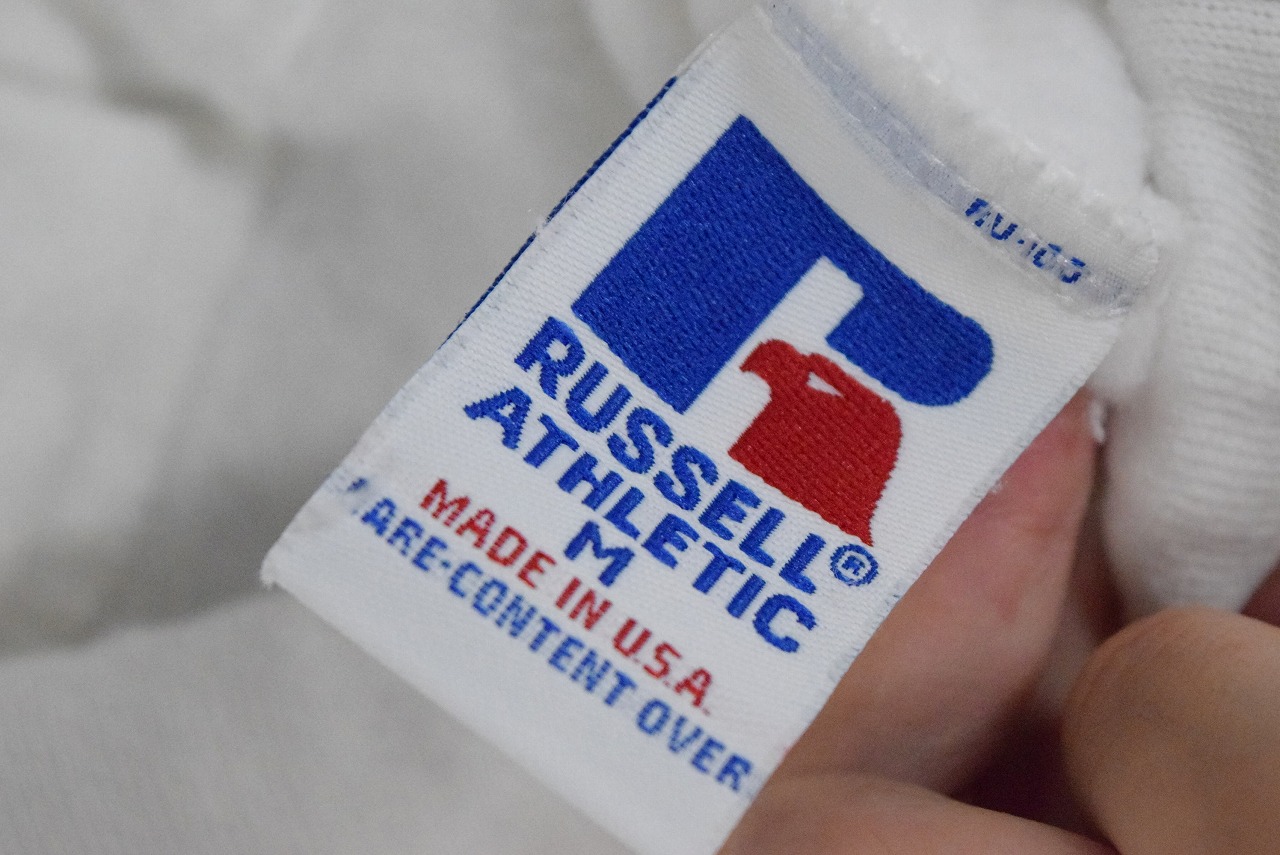 RUSSELL®
ATHLETIC
M
MADE IN U.S.A.
CARE·CONTENT OVER